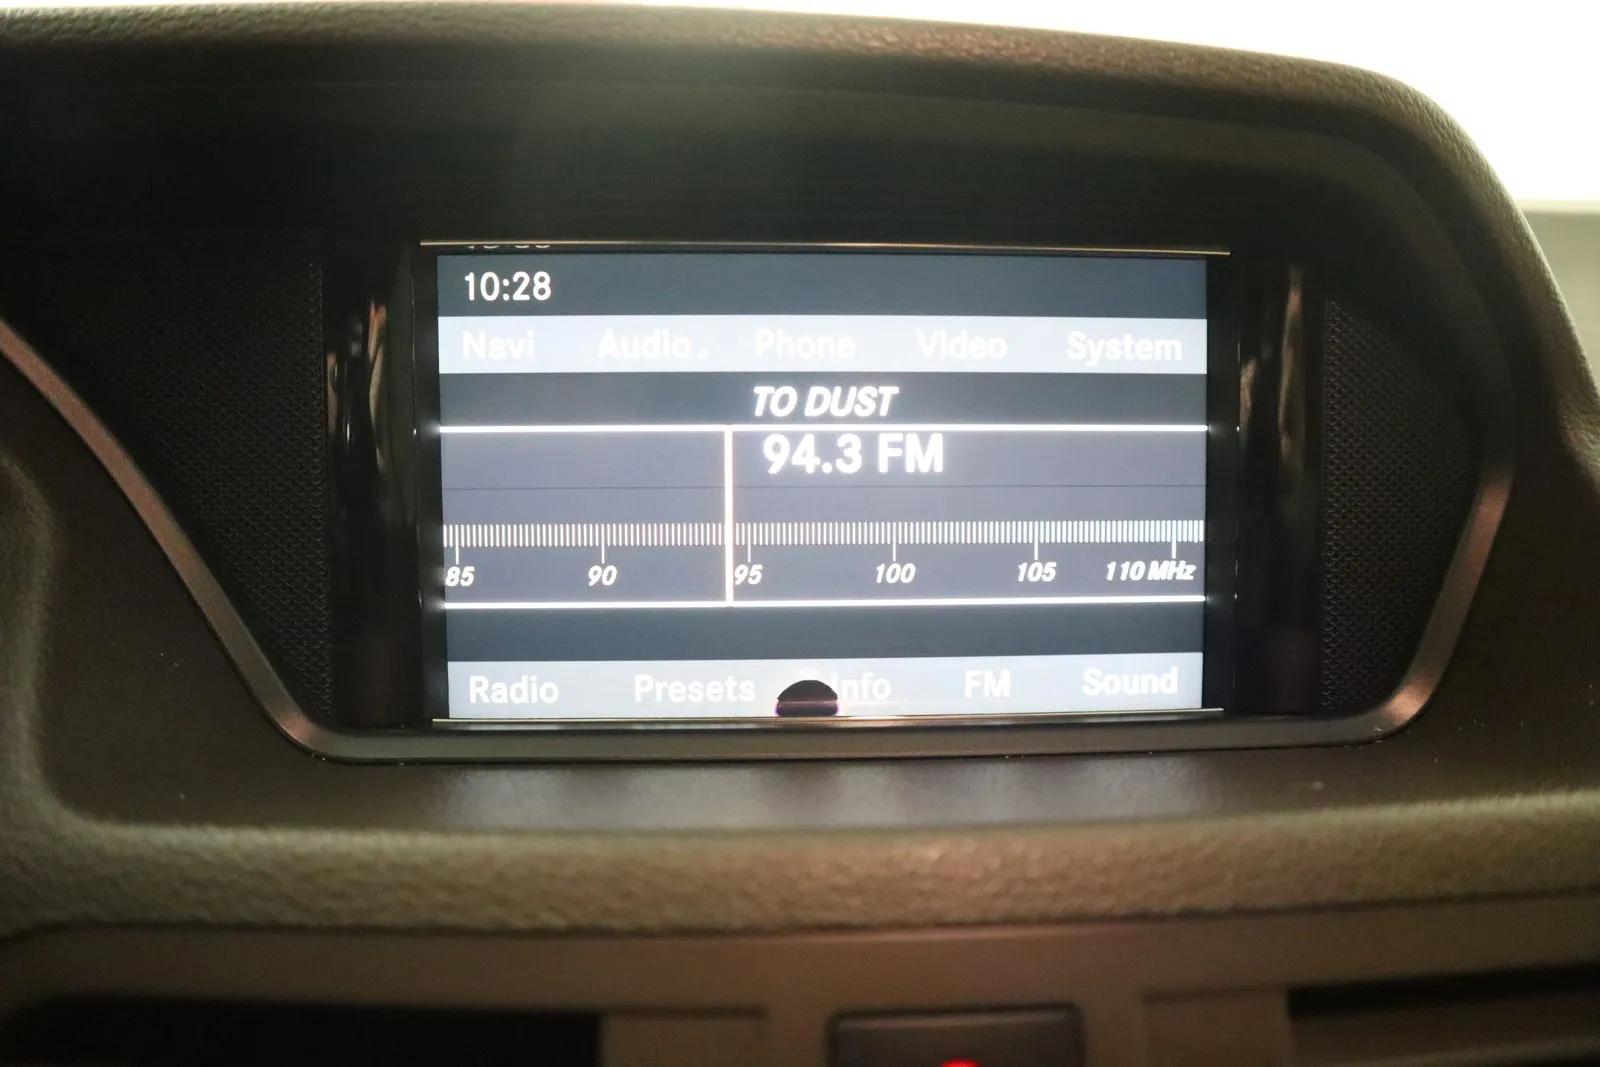 10:28
Navi Audio Phone Video System
TO DUST
94.3 FM
85 90 95 100 105 110 MHz
Radio Presets Info FM Sound